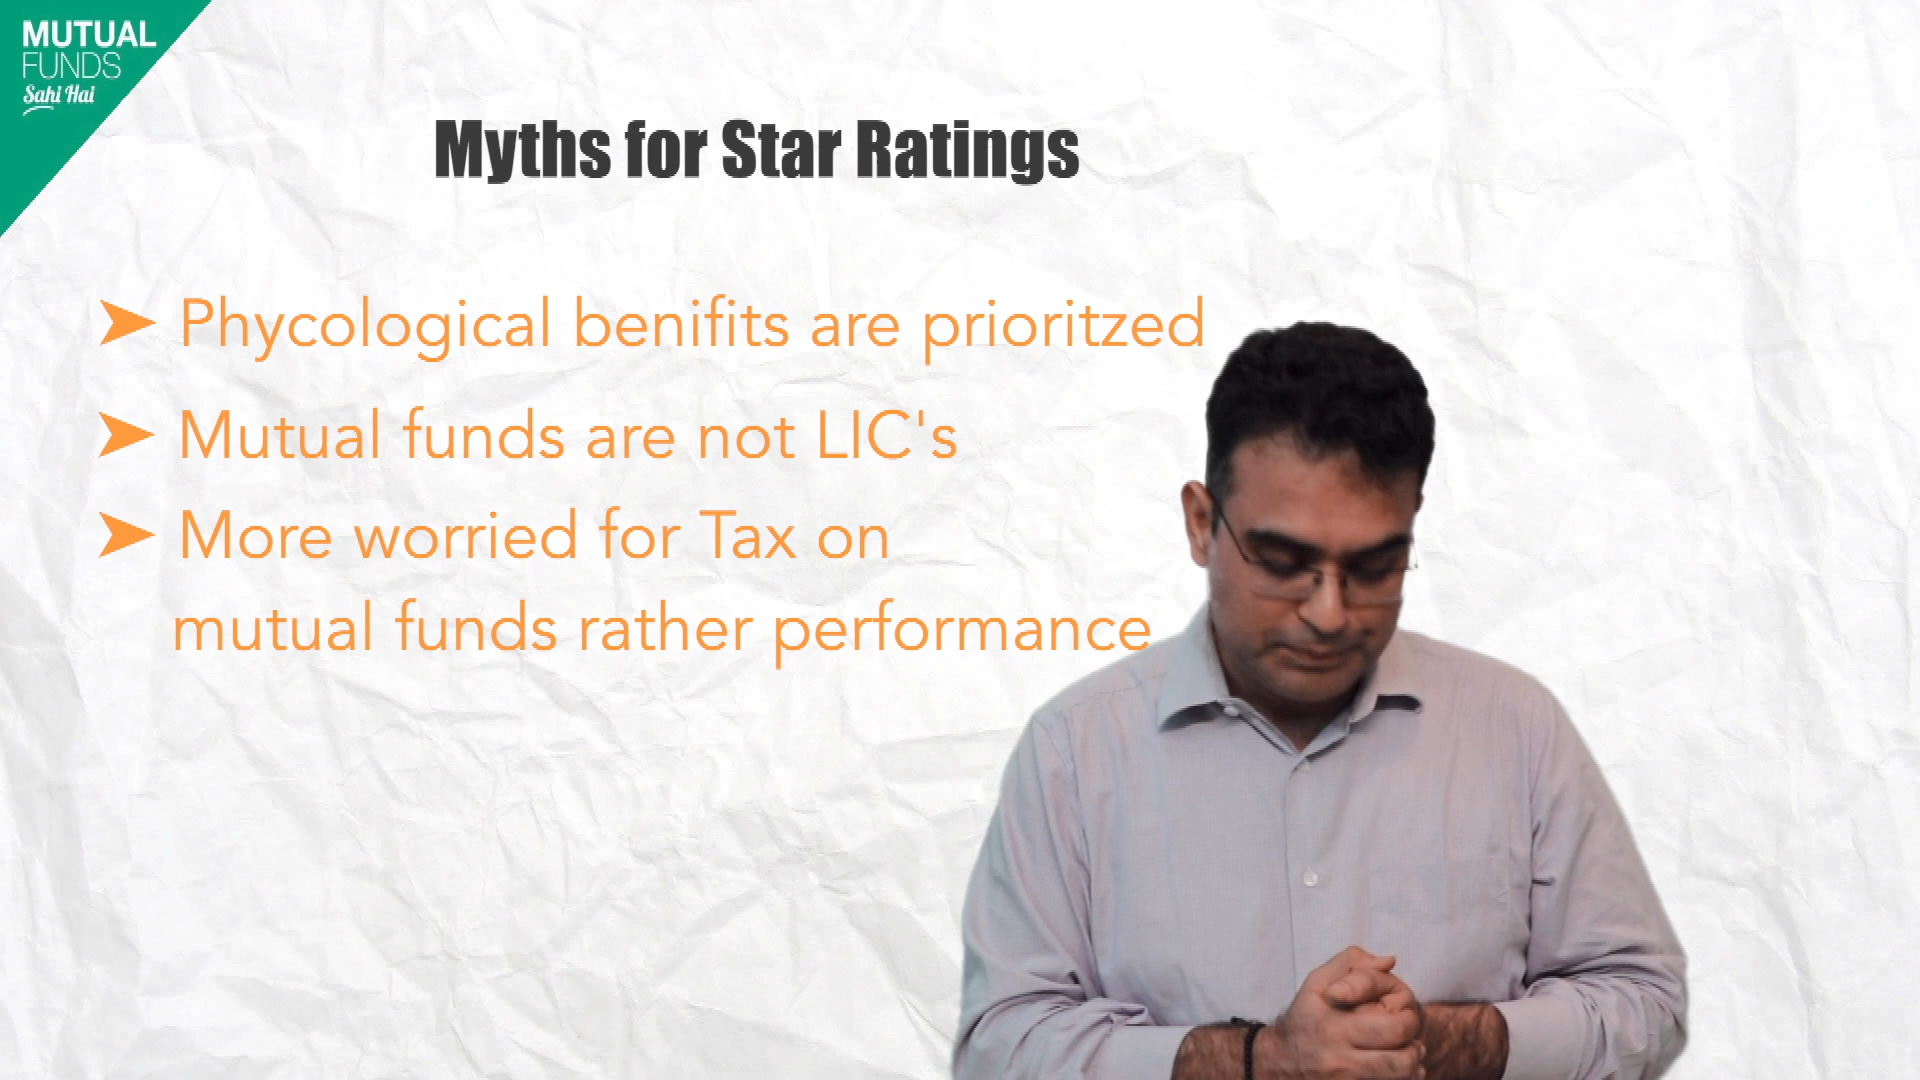 MUTUAL
FUNDS
Sahi Hai
Myths for Star Ratings
➤ Phycological benifits are prioritzed
➤ Mutual funds are not LIC's
➤ More worried for Tax on
mutual funds rather performance